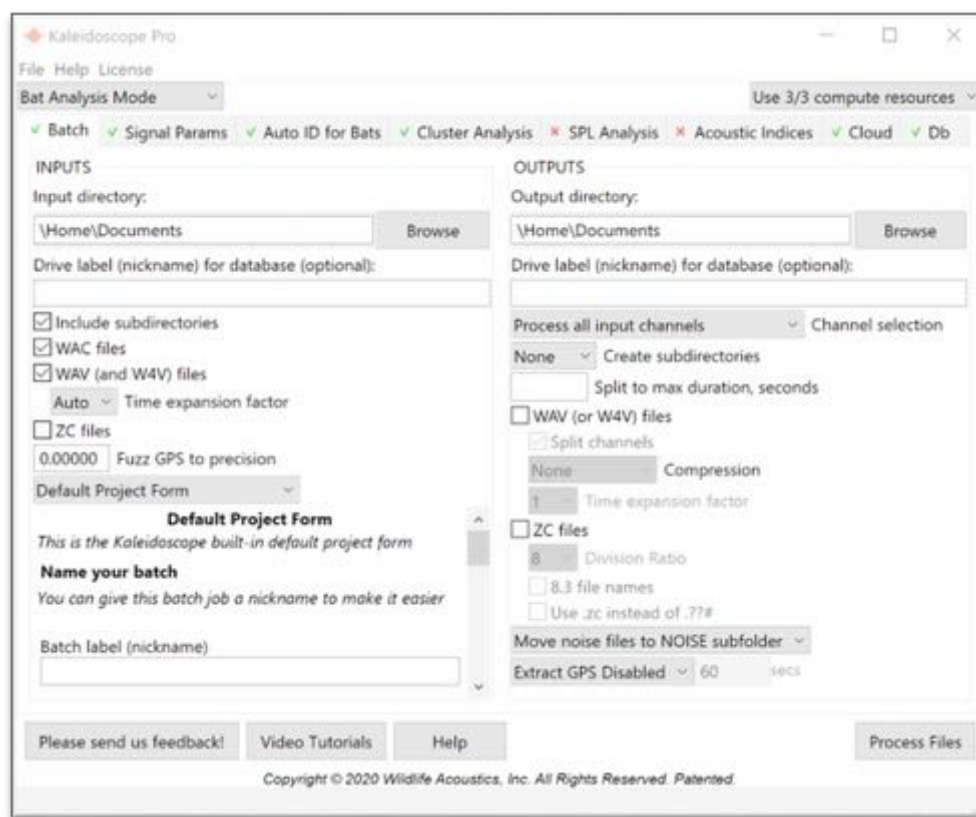 Kaleidoscope Pro
File Help License
Bat Analysis Mode
Use 3/3 compute resources
Batch Signal Params Auto ID for Bats Cluster Analysis SPL Analysis Acoustic Indices Cloud Db
INPUTS
Input directory:
\Home\Documents Browse
Drive label (nickname) for database (optional):
Include subdirectories
WAC files
WAV (and W4V) files
Auto Time expansion factor
ZC files
0.00000 Fuzz GPS to precision
Default Project Form
Default Project Form
This is the Kaleidoscope built-in default project form
Name your batch
You can give this batch job a nickname to make it easier
Batch label (nickname)
OUTPUTS
Output directory:
\Home\Documents Browse
Drive label (nickname) for database (optional):
Process all input channels Channel selection
None Create subdirectories
Split to max duration, seconds
WAV (or W4V) files
Split channels
None Compression
1 Time expansion factor
ZC files
8 Division Ratio
8.3 file names
Use .zc instead of .??#
Move noise files to NOISE subfolder
Extract GPS Disabled 60 secs
Please send us feedback! Video Tutorials Help Process Files
Copyright © 2020 Wildlife Acoustics, Inc. All Rights Reserved. Patented.